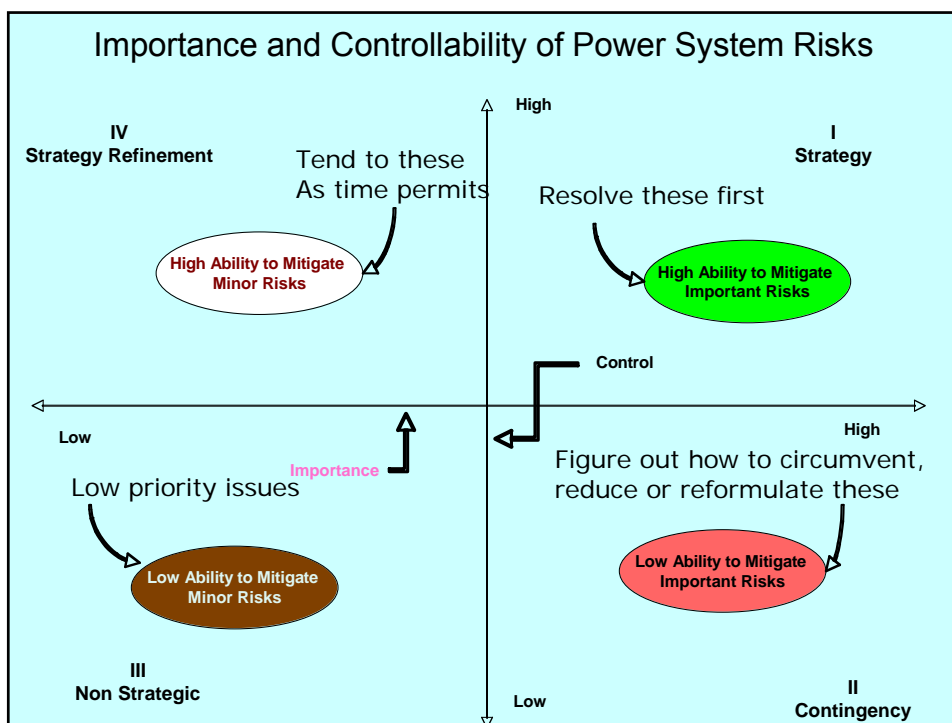 Importance and Controllability of Power System Risks
High
IV
Strategy Refinement
I
Strategy
Tend to these
As time permits
Resolve these first
High Ability to Mitigate
Minor Risks
High Ability to Mitigate
Important Risks
Control
Low
High
Importance
Low priority issues
Figure out how to circumvent,
reduce or reformulate these
Low Ability to Mitigate
Minor Risks
Low Ability to Mitigate
Important Risks
III
Non Strategic
Low
II
Contingency